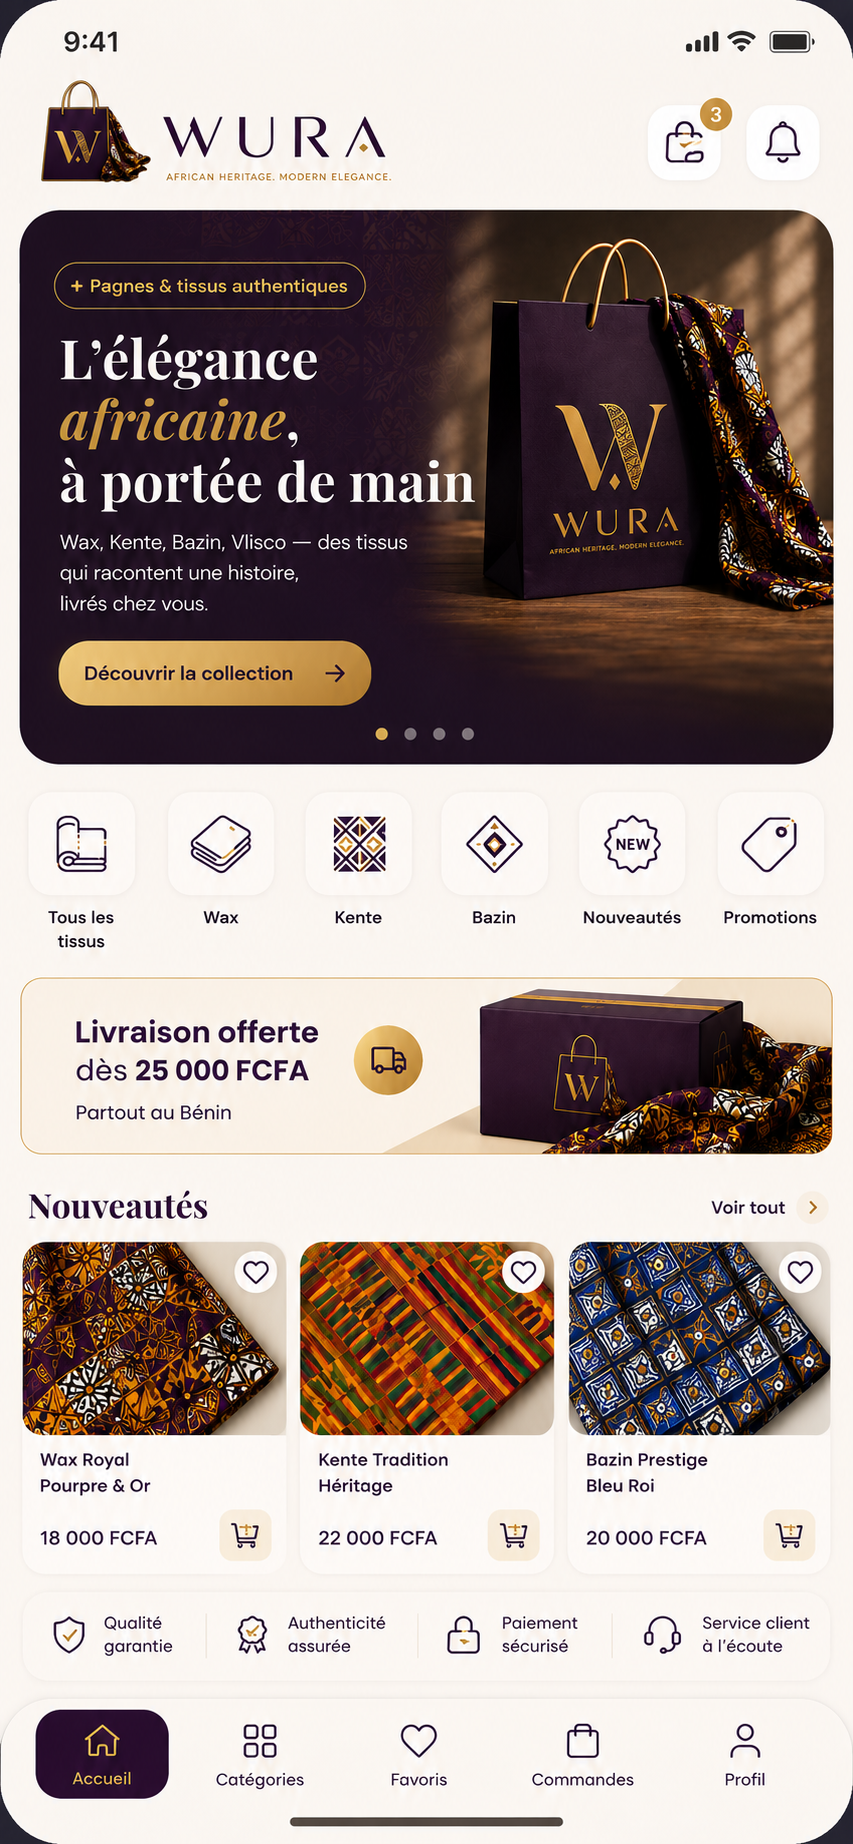 9:41
W
WURA
AFRICAN HERITAGE. MODERN ELEGANCE.
3
+ Pagnes & tissus authentiques
L’élégance
africaine,
à portée de main
Wax, Kente, Bazin, Vlisco — des tissus
qui racontent une histoire,
livrés chez vous.
Découvrir la collection
W
WURA
AFRICAN HERITAGE. MODERN ELEGANCE.
NEW
Tous les
tissus
Wax
Kente
Bazin
Nouveautés
Promotions
Livraison offerte
dès 25 000 FCFA
Partout au Bénin
W
Nouveautés
Voir tout
Wax Royal
Pourpre & Or
18 000 FCFA
Kente Tradition
Héritage
22 000 FCFA
Bazin Prestige
Bleu Roi
20 000 FCFA
Qualité
garantie
Authenticité
assurée
Paiement
sécurisé
Service client
à l’écoute
Accueil
Catégories
Favoris
Commandes
Profil